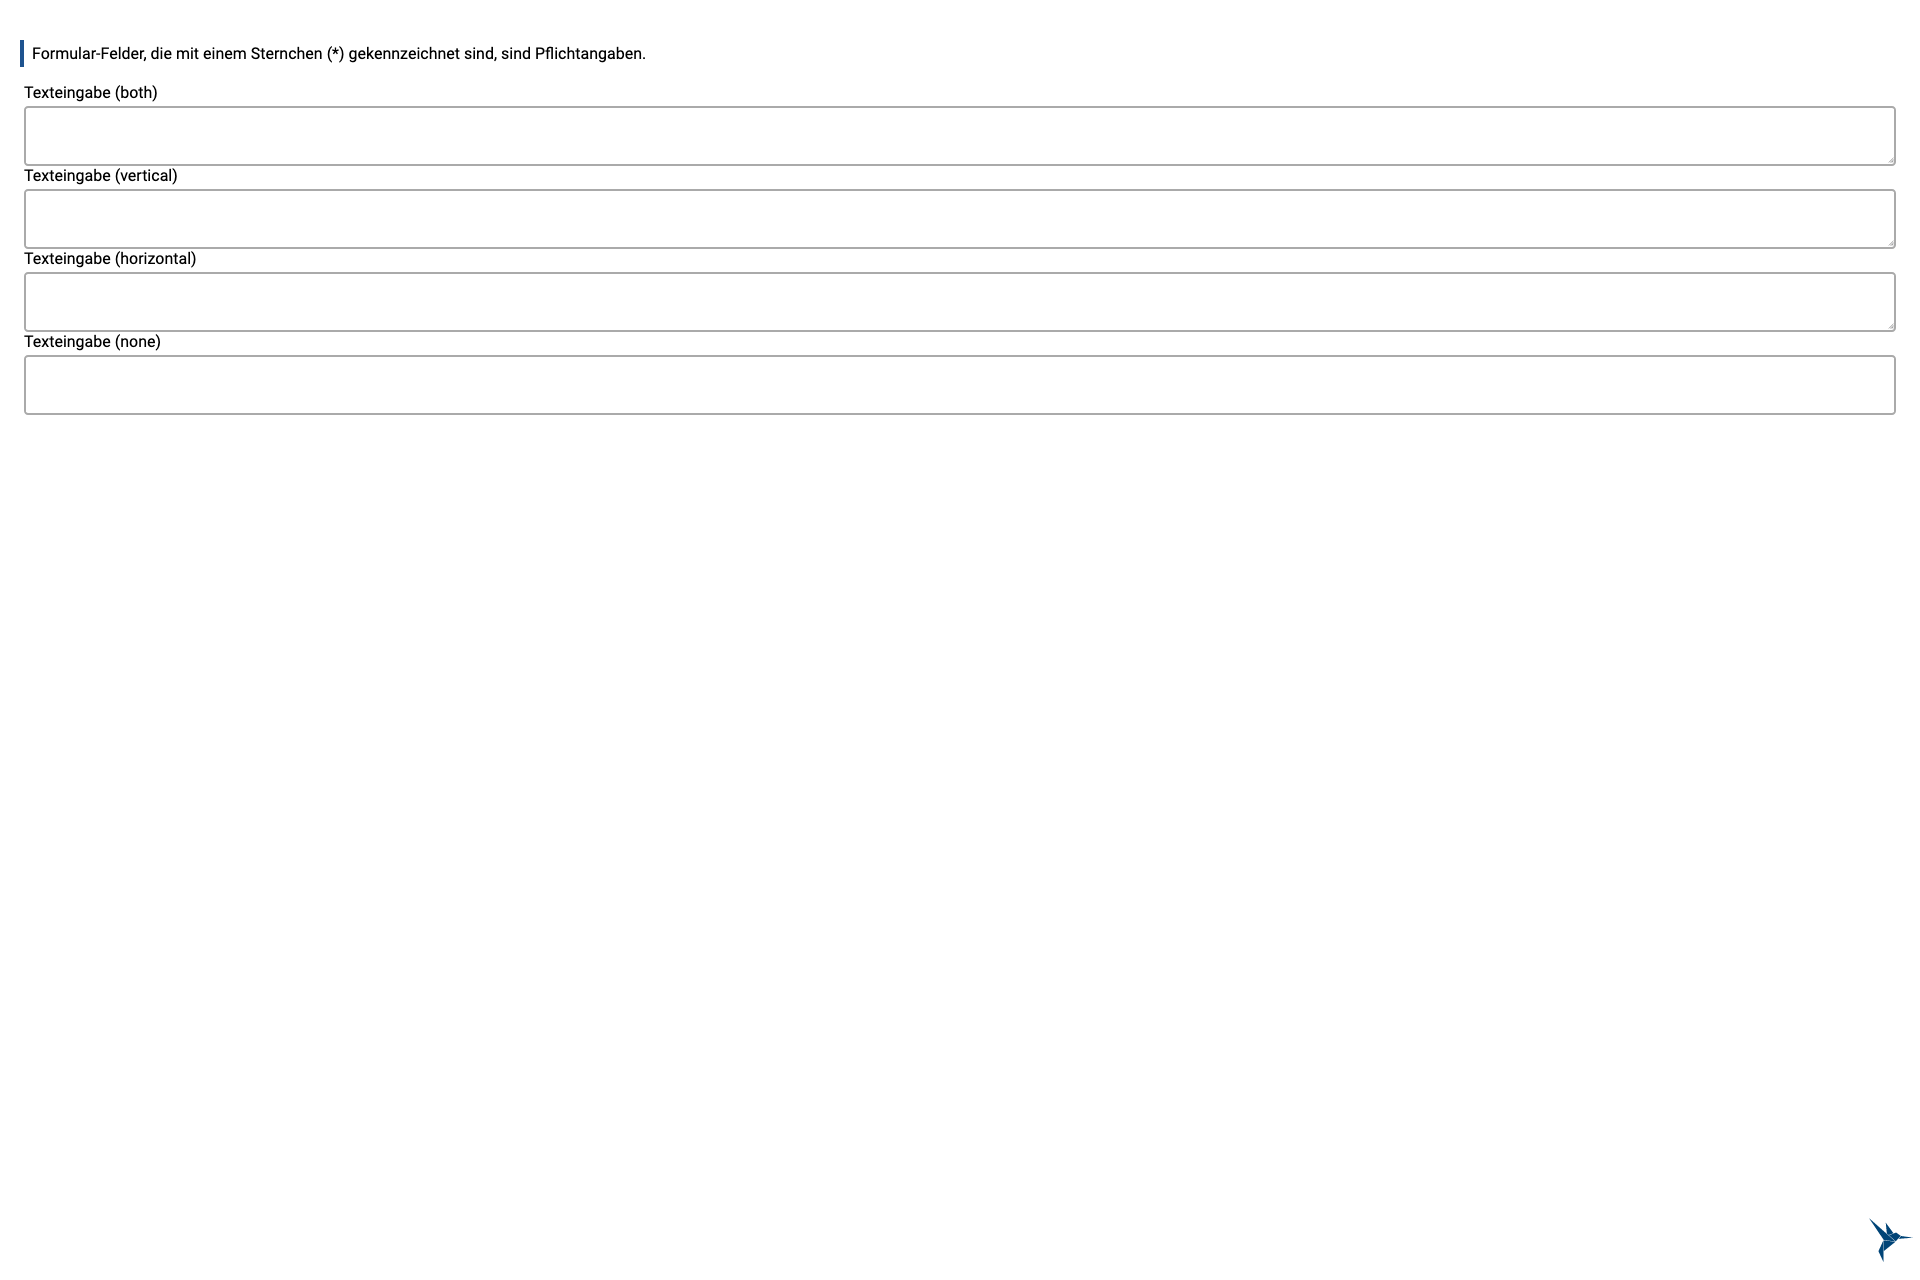 Formular-Felder, die mit einem Sternchen (*) gekennzeichnet sind, sind Pflichtangaben.
Texteingabe (both)
Texteingabe (vertical)
Texteingabe (horizontal)
Texteingabe (none)